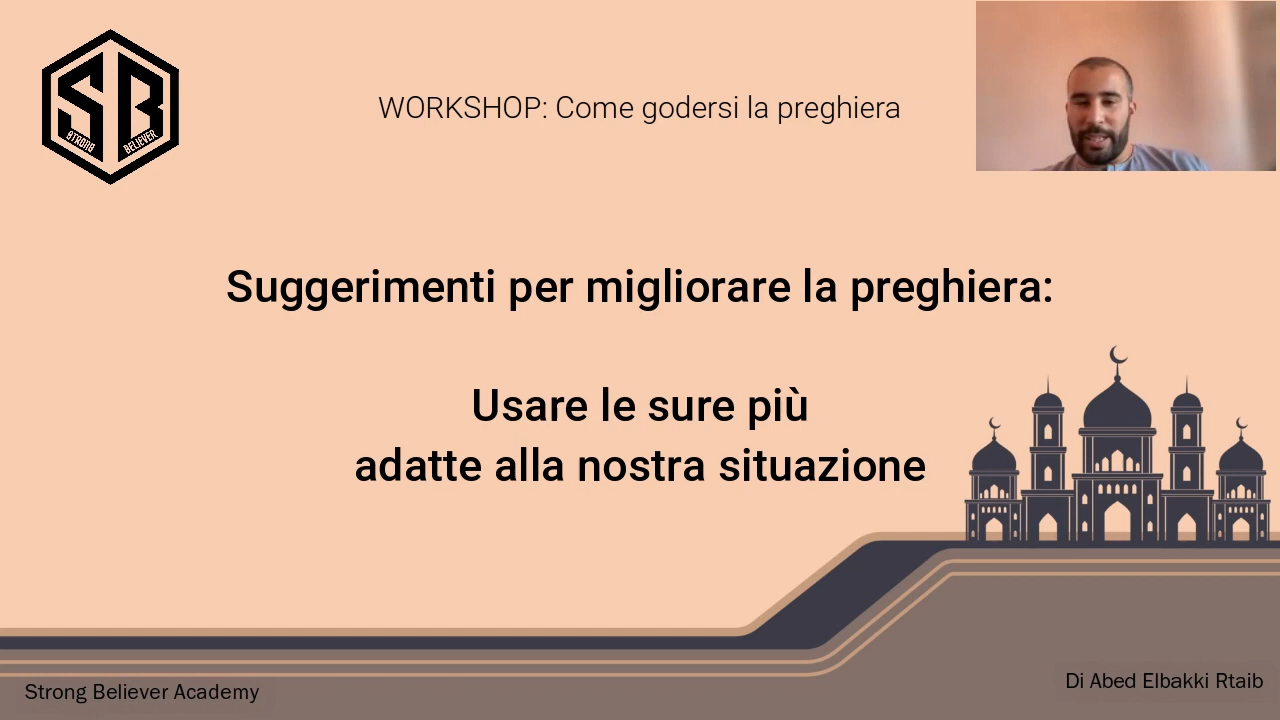 SB
STRONG BELIEVER
WORKSHOP: Come godersi la preghiera
Suggerimenti per migliorare la preghiera:
Usare le sure più
adatte alla nostra situazione
Strong Believer Academy
Di Abed Elbakki Rtaib